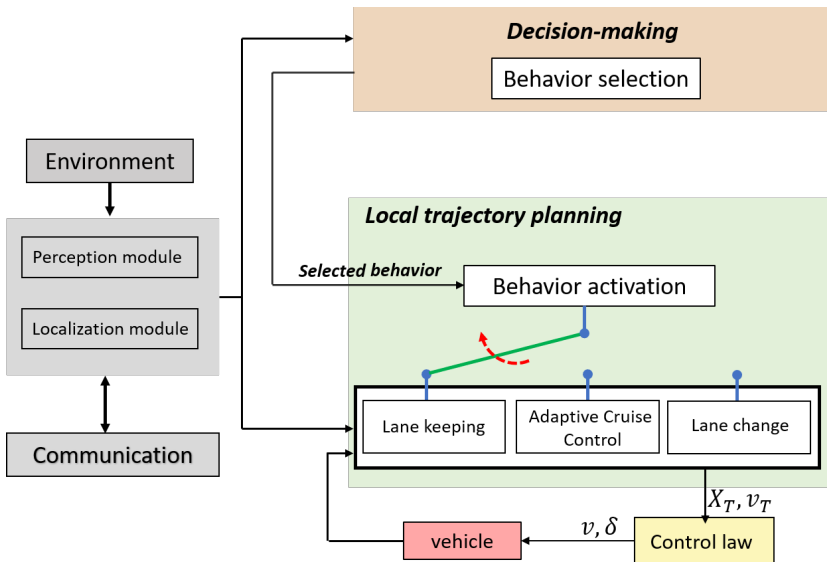 Decision-making
Behavior selection
Environment
Perception module
Localization module
Communication
Local trajectory planning
Selected behavior
Behavior activation
Lane keeping
Adaptive Cruise
Control
Lane change
X_T, v_T
v, δ
vehicle
Control law